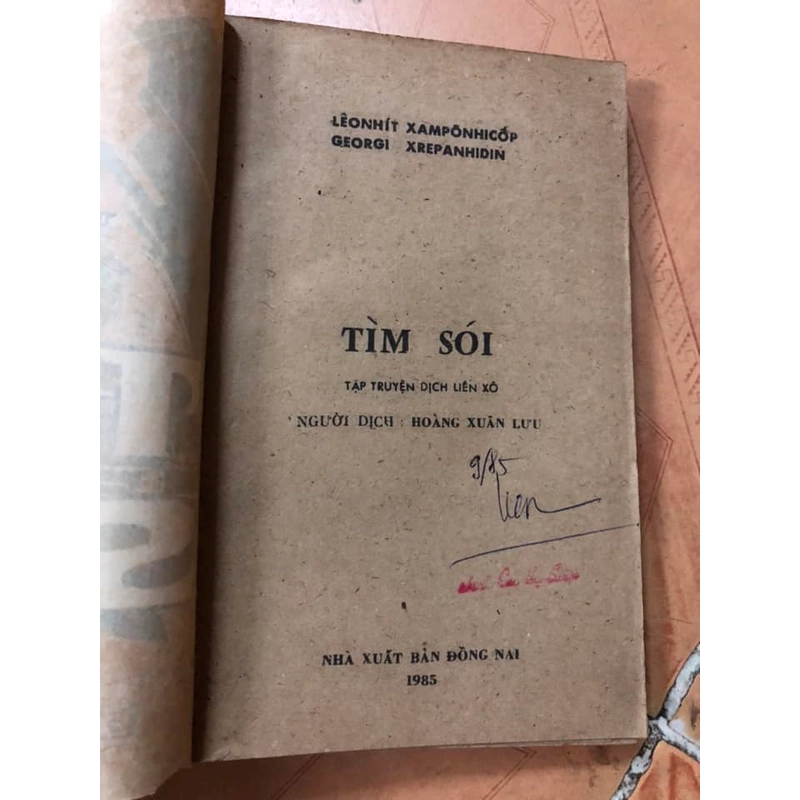 LÊONHÍT XAMPÔNHICỐP
GEORGI XREPANHIDIN
TÌM SÓI
TẬP TRUYỆN DỊCH LIÊN XÔ
NGƯỜI DỊCH : HOÀNG XUÂN LƯU
9/85
NHÀ XUẤT BẢN ĐỒNG NAI
1985